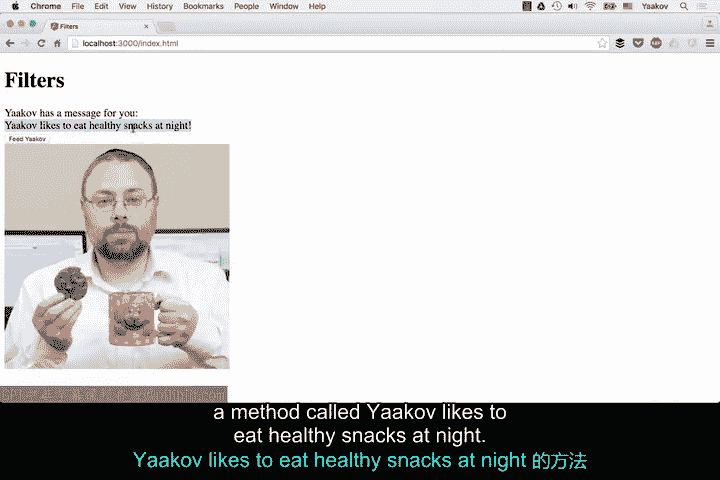 Chrome File Edit View History Bookmarks People Window Help Yaakov
Filters
localhost:3000/index.html
Filters
Yaakov has a message for you:
Yaakov likes to eat healthy snacks at night!
Feed Yaakov
a method called Yaakov likes to
eat healthy snacks at night.
Yaakov likes to eat healthy snacks at night 的方法